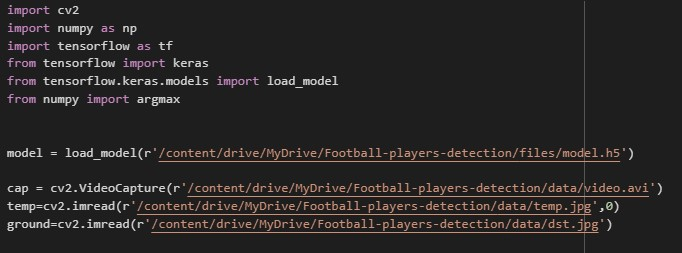 import cv2
import numpy as np
import tensorflow as tf
from tensorflow import keras
from tensorflow.keras.models import load_model
from numpy import argmax
model = load_model(r'/content/drive/MyDrive/Football-players-detection/files/model.h5')
cap = cv2.VideoCapture(r'/content/drive/MyDrive/Football-players-detection/data/video.avi')
temp=cv2.imread(r'/content/drive/MyDrive/Football-players-detection/data/temp.jpg',0)
ground=cv2.imread(r'/content/drive/MyDrive/Football-players-detection/data/dst.jpg')